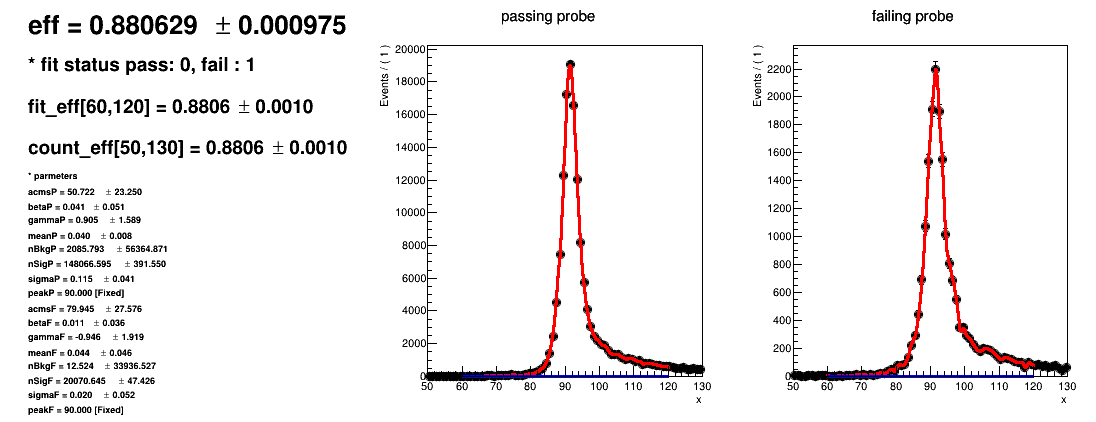 eff = 0.880629 ± 0.000975
* fit status pass: 0, fail : 1
fit_eff[60,120] = 0.8806 ± 0.0010
count_eff[50,130] = 0.8806 ± 0.0010
* parmeters
acmsP = 50.722 ± 23.250
betaP = 0.041 ± 0.051
gammaP = 0.905 ± 1.589
meanP = 0.040 ± 0.008
nBkgP = 2085.793 ± 56364.871
nSigP = 148066.595 ± 391.550
sigmaP = 0.115 ± 0.041
peakP = 90.000 [Fixed]
acmsF = 79.945 ± 27.576
betaF = 0.011 ± 0.036
gammaF = -0.946 ± 1.919
meanF = 0.044 ± 0.046
nBkgF = 12.524 ± 33936.527
nSigF = 20070.645 ± 47.426
sigmaF = 0.020 ± 0.052
peakF = 90.000 [Fixed]
passing probe
Events / ( 1 )
20000
18000
16000
14000
12000
10000
8000
6000
4000
2000
0
50 60 70 80 90 100 110 120 130
x
failing probe
Events / ( 1 )
2200
2000
1800
1600
1400
1200
1000
800
600
400
200
0
50 60 70 80 90 100 110 120 130
x